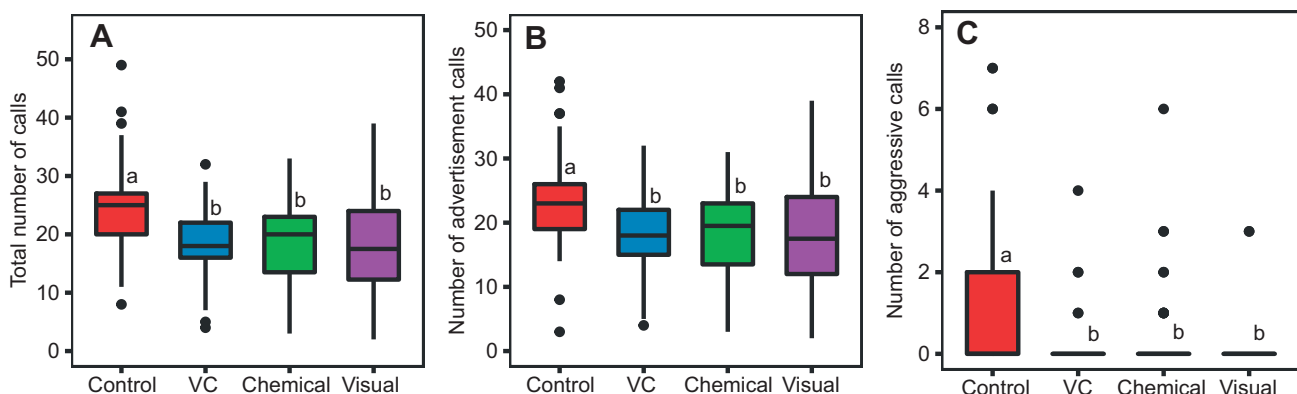 A
Total number of calls
50
40
30
20
10
0
a
b
b
b
Control VC Chemical Visual
B
Number of advertisement calls
50
40
30
20
10
0
a
b
b
b
Control VC Chemical Visual
C
Number of aggressive calls
8
6
4
2
0
a
b
b
b
Control VC Chemical Visual